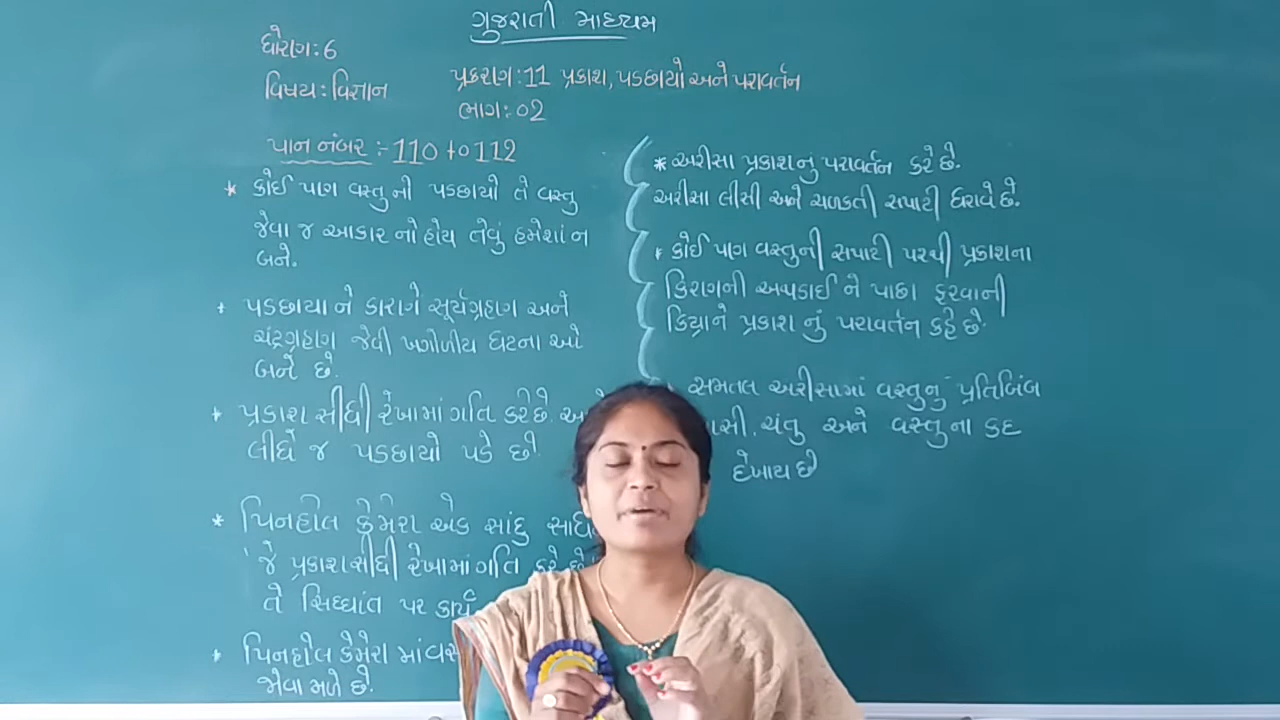 ગુજરાતી માધ્યમ
ધોરણ:6
વિષય:વિજ્ઞાન
પ્રકરણ:11 પ્રકાશ, પડછાયો અને પરાવર્તન
ભાગ:02
પાન નંબર :- 110 to 112
* કોઈ પણ વસ્તુનો પડછાયો તે વસ્તુ
જેવા જ આકાર નો હોય તેવું હમેશાં ન
બને.
* પડછાયા ને કારણે સૂર્યગ્રહણ અને
ચંદ્રગ્રહણ જેવી ખગોળીય ઘટના ઓ
બને છે.
* પ્રકાશ સીધી રેખામાં ગતિ કરે છે.
લીધે જ પડછાયો પડે છે.
* પિનહોલ કેમેરા એક સાદું
જે પ્રકાશ સીધી રેખામાં ગતિ કરે છે
તે સિધ્ધાંત પર કાર્ય
* પિનહોલ કેમેરા માં
જોવા મળે છે.
* અરીસા પ્રકાશનું પરાવર્તન કરે છે.
અરીસા લીસી અને ચળકતી સપાટી ધરાવે છે.
* કોઈ પણ વસ્તુની સપાટી પરથી પ્રકાશના
કિરણની અથડાઈ ને પાછા ફરવાની
ક્રિયાને પ્રકાશ નું પરાવર્તન કહે છે.
સમતલ અરીસામાં વસ્તુનું પ્રતિબિંબ
ચંતુ અને વસ્તુના કદ
દેખાય છે